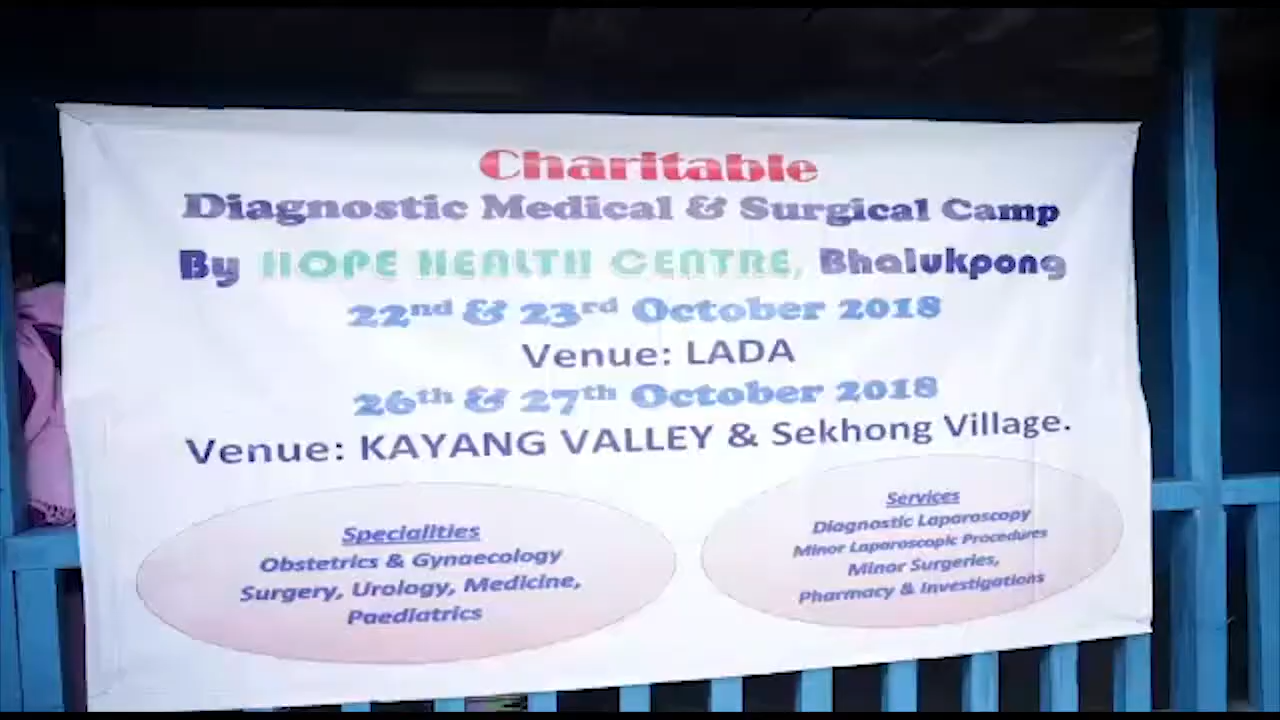 Charitable
Diagnostic Medical & Surgical Camp
By HOPE HEALTH CENTRE, Bhalukpong
22nd & 23rd October 2018
Venue: LADA
26th & 27th October 2018
Venue: KAYANG VALLEY & Sekhong Village.
Specialities
Obstetrics & Gynaecology
Surgery, Urology, Medicine,
Paediatrics
Services
Diagnostic Laparoscopy
Minor Laparoscopic Procedures
Minor Surgeries,
Pharmacy & Investigations